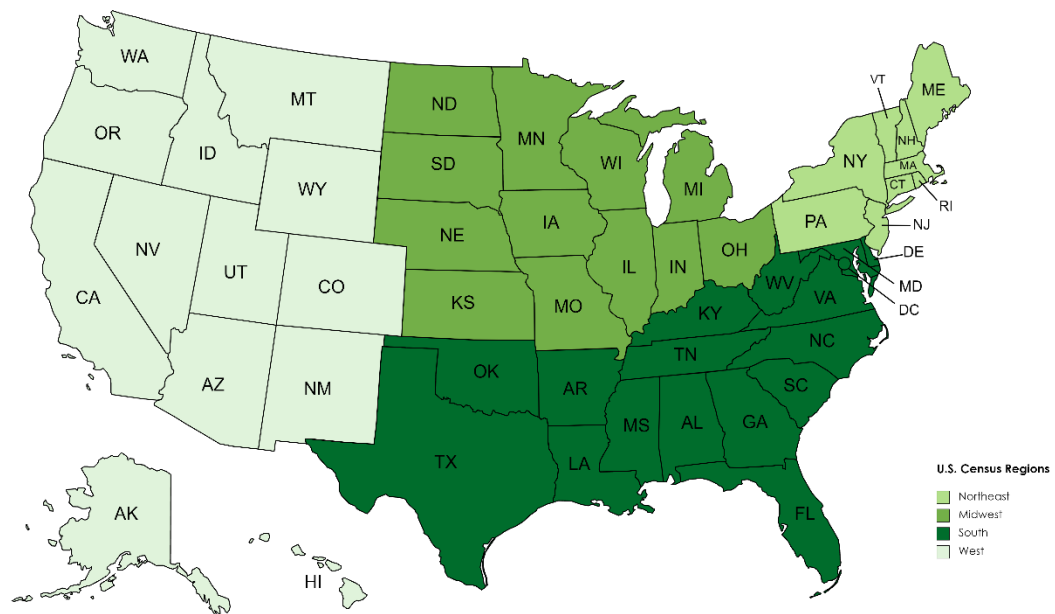 WA
MT
ND
MN
VT
ME
OR
ID
SD
WI
NY
NH
WY
MI
MA
CT
RI
NV
NE
IA
PA
NJ
UT
CO
IL
IN
OH
DE
CA
KS
MO
WV
MD
VA
DC
KY
NC
TN
AZ
NM
OK
AR
SC
MS
AL
GA
TX
LA
FL
AK
HI
U.S. Census Regions
Northeast
Midwest
South
West